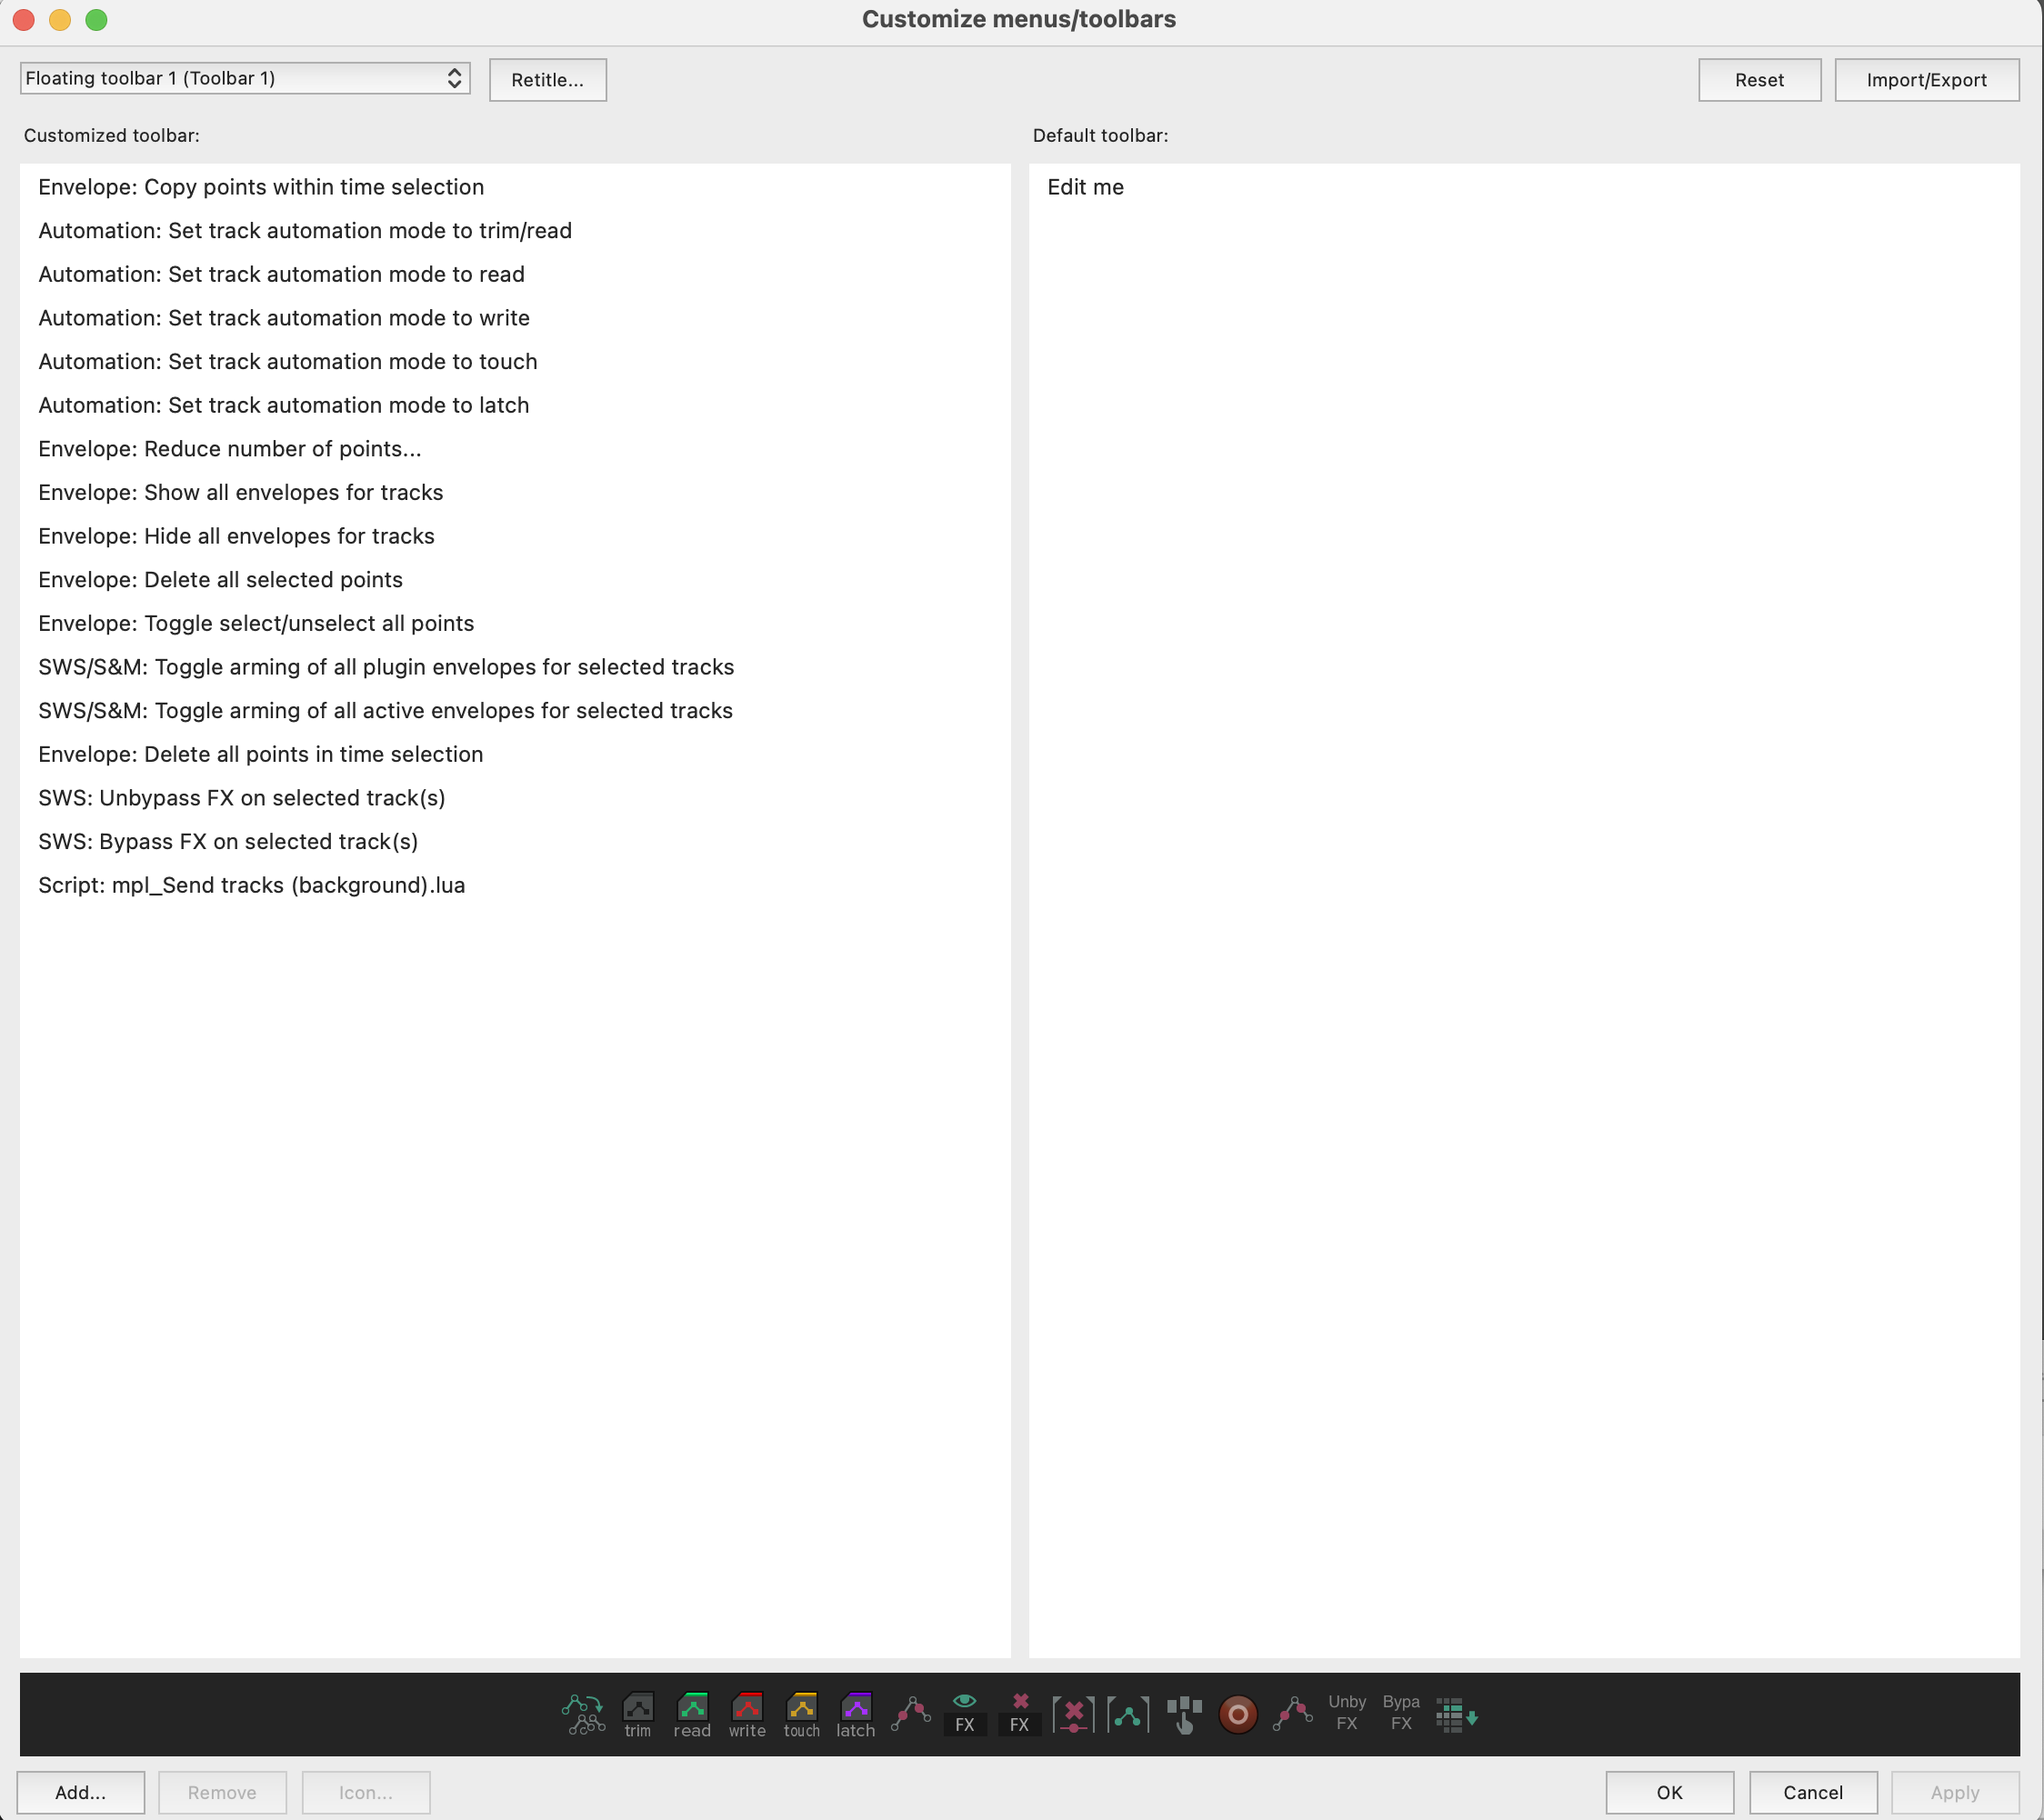 Customize menus/toolbars
Floating toolbar 1 (Toolbar 1)
Retitle...
Reset
Import/Export
Customized toolbar:
Default toolbar:
Envelope: Copy points within time selection
Automation: Set track automation mode to trim/read
Automation: Set track automation mode to read
Automation: Set track automation mode to write
Automation: Set track automation mode to touch
Automation: Set track automation mode to latch
Envelope: Reduce number of points...
Envelope: Show all envelopes for tracks
Envelope: Hide all envelopes for tracks
Envelope: Delete all selected points
Envelope: Toggle select/unselect all points
SWS/S&M: Toggle arming of all plugin envelopes for selected tracks
SWS/S&M: Toggle arming of all active envelopes for selected tracks
Envelope: Delete all points in time selection
SWS: Unbypass FX on selected track(s)
SWS: Bypass FX on selected track(s)
Script: mpl_Send tracks (background).lua
Edit me
trim
read
write
touch
latch
FX
FX
Unby
FX
Bypa
FX
Add...
Remove
Icon...
OK
Cancel
Apply